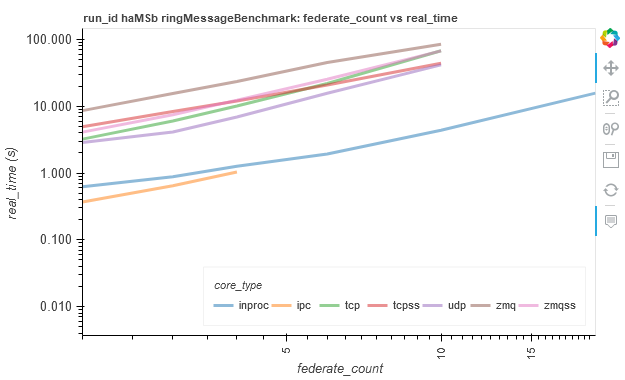 run_id haMSb ringMessageBenchmark: federate_count vs real_time
100.000
10.000
1.000
0.100
0.010
real_time (s)
core_type
inproc ipc tcp tcpss udp zmq zmqss
5 10 15
federate_count